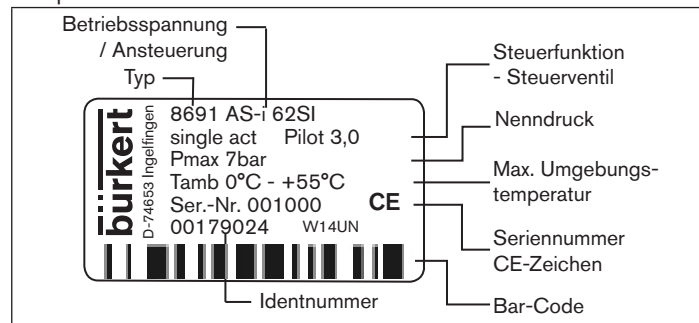 Betriebsspannung
/ Ansteuerung
Typ
bürkert
D-74653 Ingelfingen
8691 AS-i 62SI
single act Pilot 3,0
Pmax 7bar
Tamb 0°C - +55°C
Ser.-Nr. 001000
CE
00179024 W14UN
Identnummer
Steuerfunktion
- Steuerventil
Nenndruck
Max. Umgebungs-
temperatur
Seriennummer
CE-Zeichen
Bar-Code